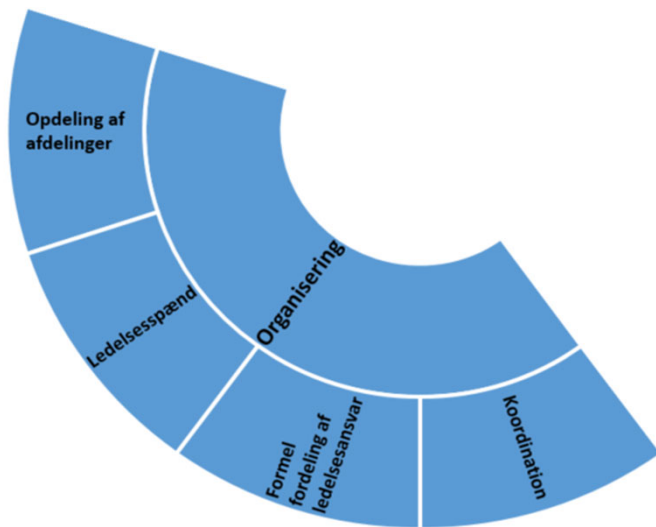 Opdeling af
afdelinger
Organisering
Ledelsesspænd
Formel
fordeling af
ledelsesansvar
Koordination